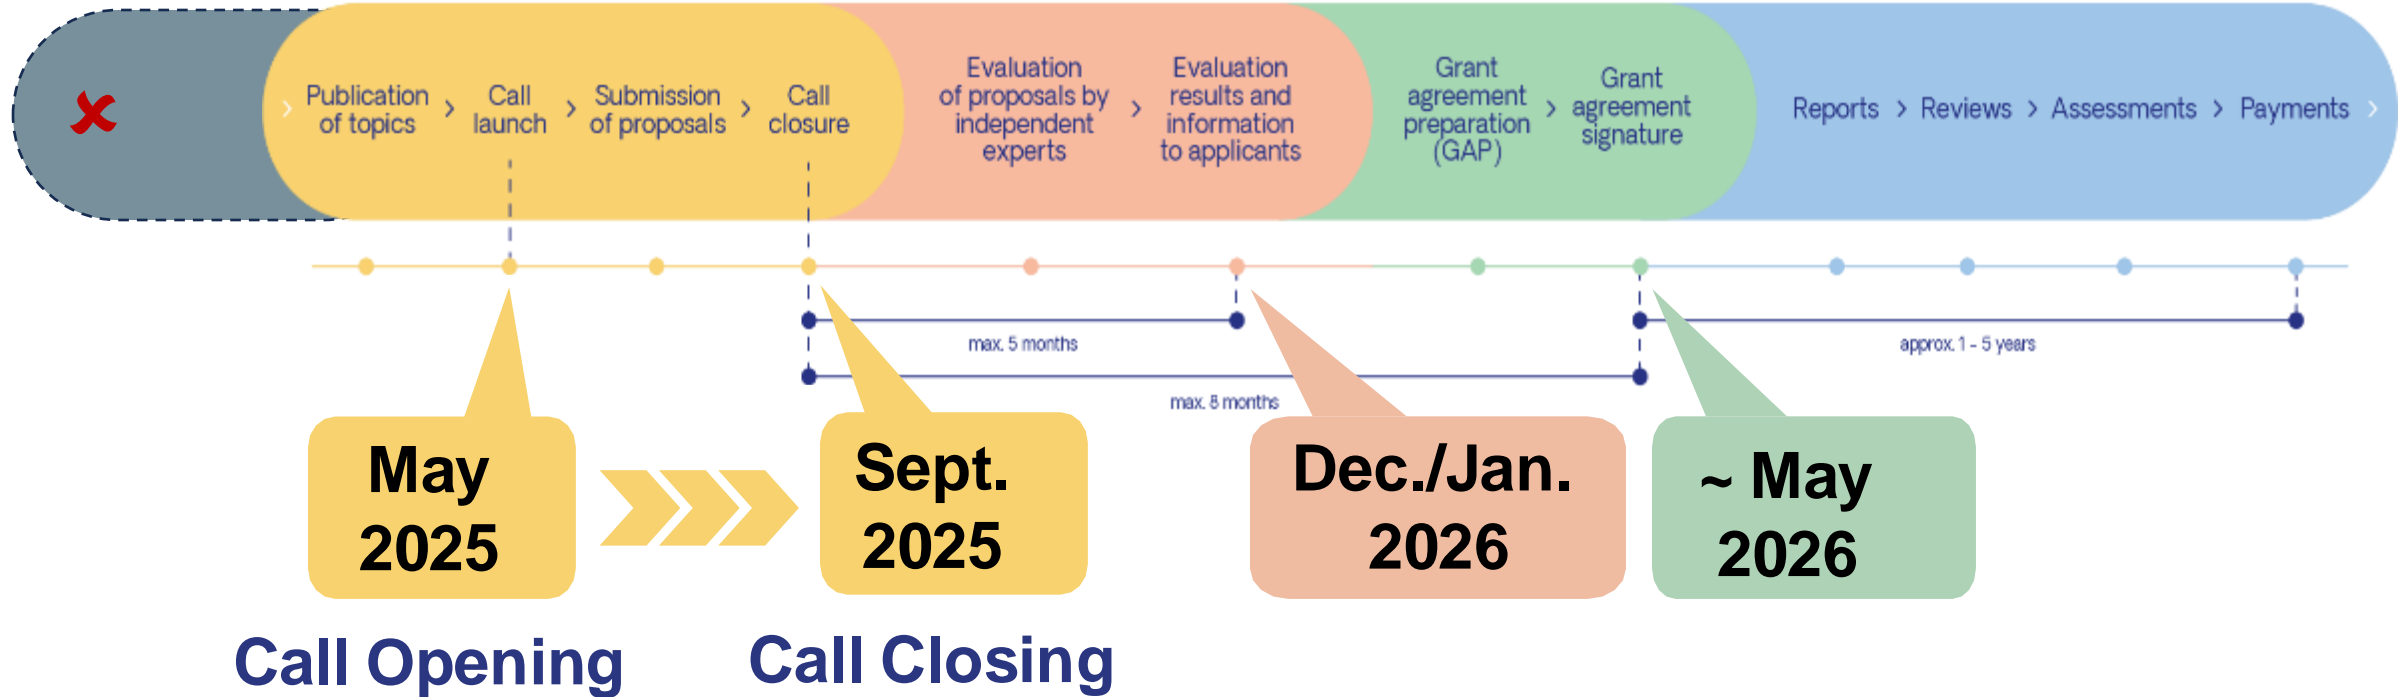 Publication
of topics
Call
launch
Submission
of proposals
Call
closure
Evaluation
of proposals by
independent
experts
Evaluation
results and
information
to applicants
Grant
agreement
preparation
(GAP)
Grant
agreement
signature
Reports
Reviews
Assessments
Payments
max. 5 months
approx. 1 - 5 years
max. 8 months
May
2025
Sept.
2025
Dec./Jan.
2026
~ May
2026
Call Opening
Call Closing